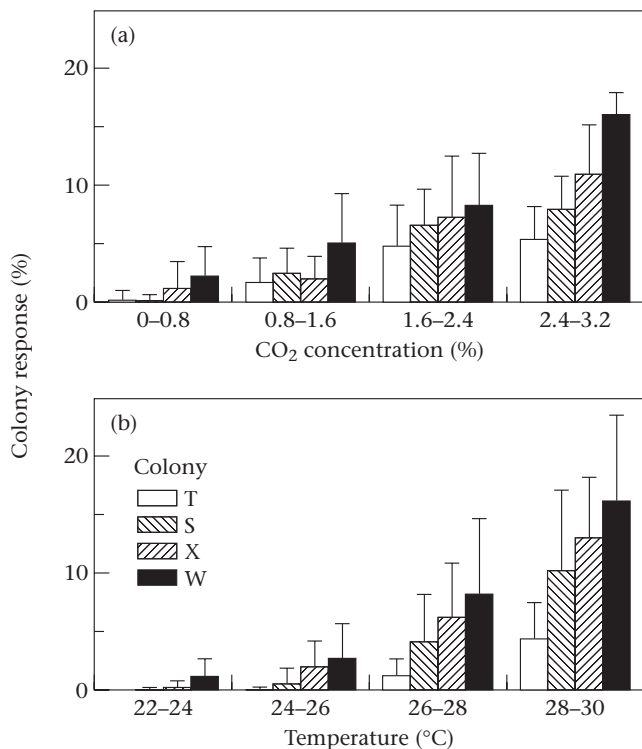 (a)
20
10
0
0–0.8 0.8–1.6 1.6–2.4 2.4–3.2
CO₂ concentration (%)
Colony response (%)
(b)
20
Colony
T
S
X
W
10
0
22–24 24–26 26–28 28–30
Temperature (°C)